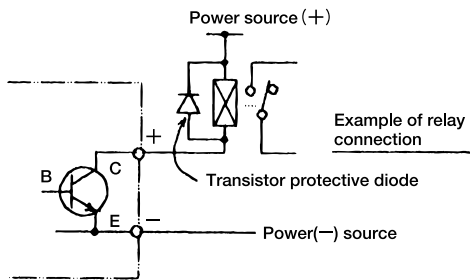 Power source (+)
Example of relay
connection
+
C
B
Transistor protective diode
E
−
Power(−) source